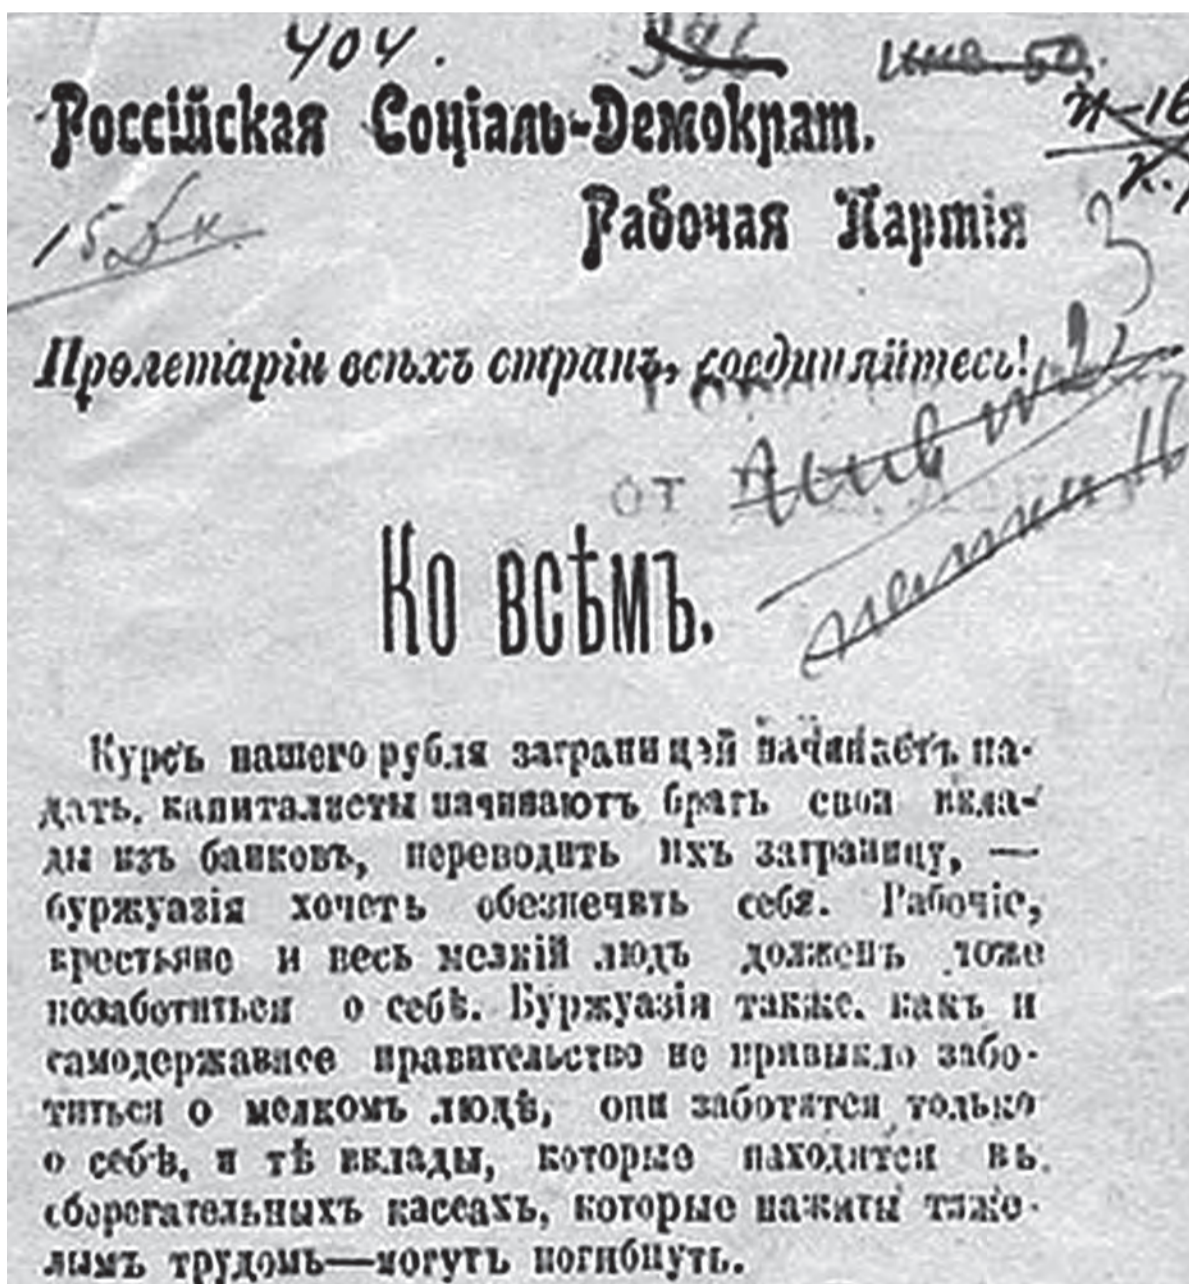 404.
Россійская Соціаль-Демократ.
Рабочая Партія
3
Пролетаріи всѣхъ странъ, соединяйтесь!
от
Ко всѣмъ.
Курсъ нашего рубля заграницей начинаетъ па-
дать, капиталисты начинаютъ брать свои вкла-
ды изъ банковъ, переводить ихъ заграницу, —
буржуазія хочетъ обезпечить себя. Рабочіе,
крестьяне и весь мелкій людъ долженъ тоже
позаботиться о себѣ. Буржуазія также, какъ и
самодержавное правительство не привыкло забо-
титься о мелкомъ людѣ, они заботятся только
о себѣ, и тѣ вклады, которые находятся въ
сберегательныхъ кассахъ, которые нажиты тяже-
лымъ трудомъ—могутъ погибнуть.